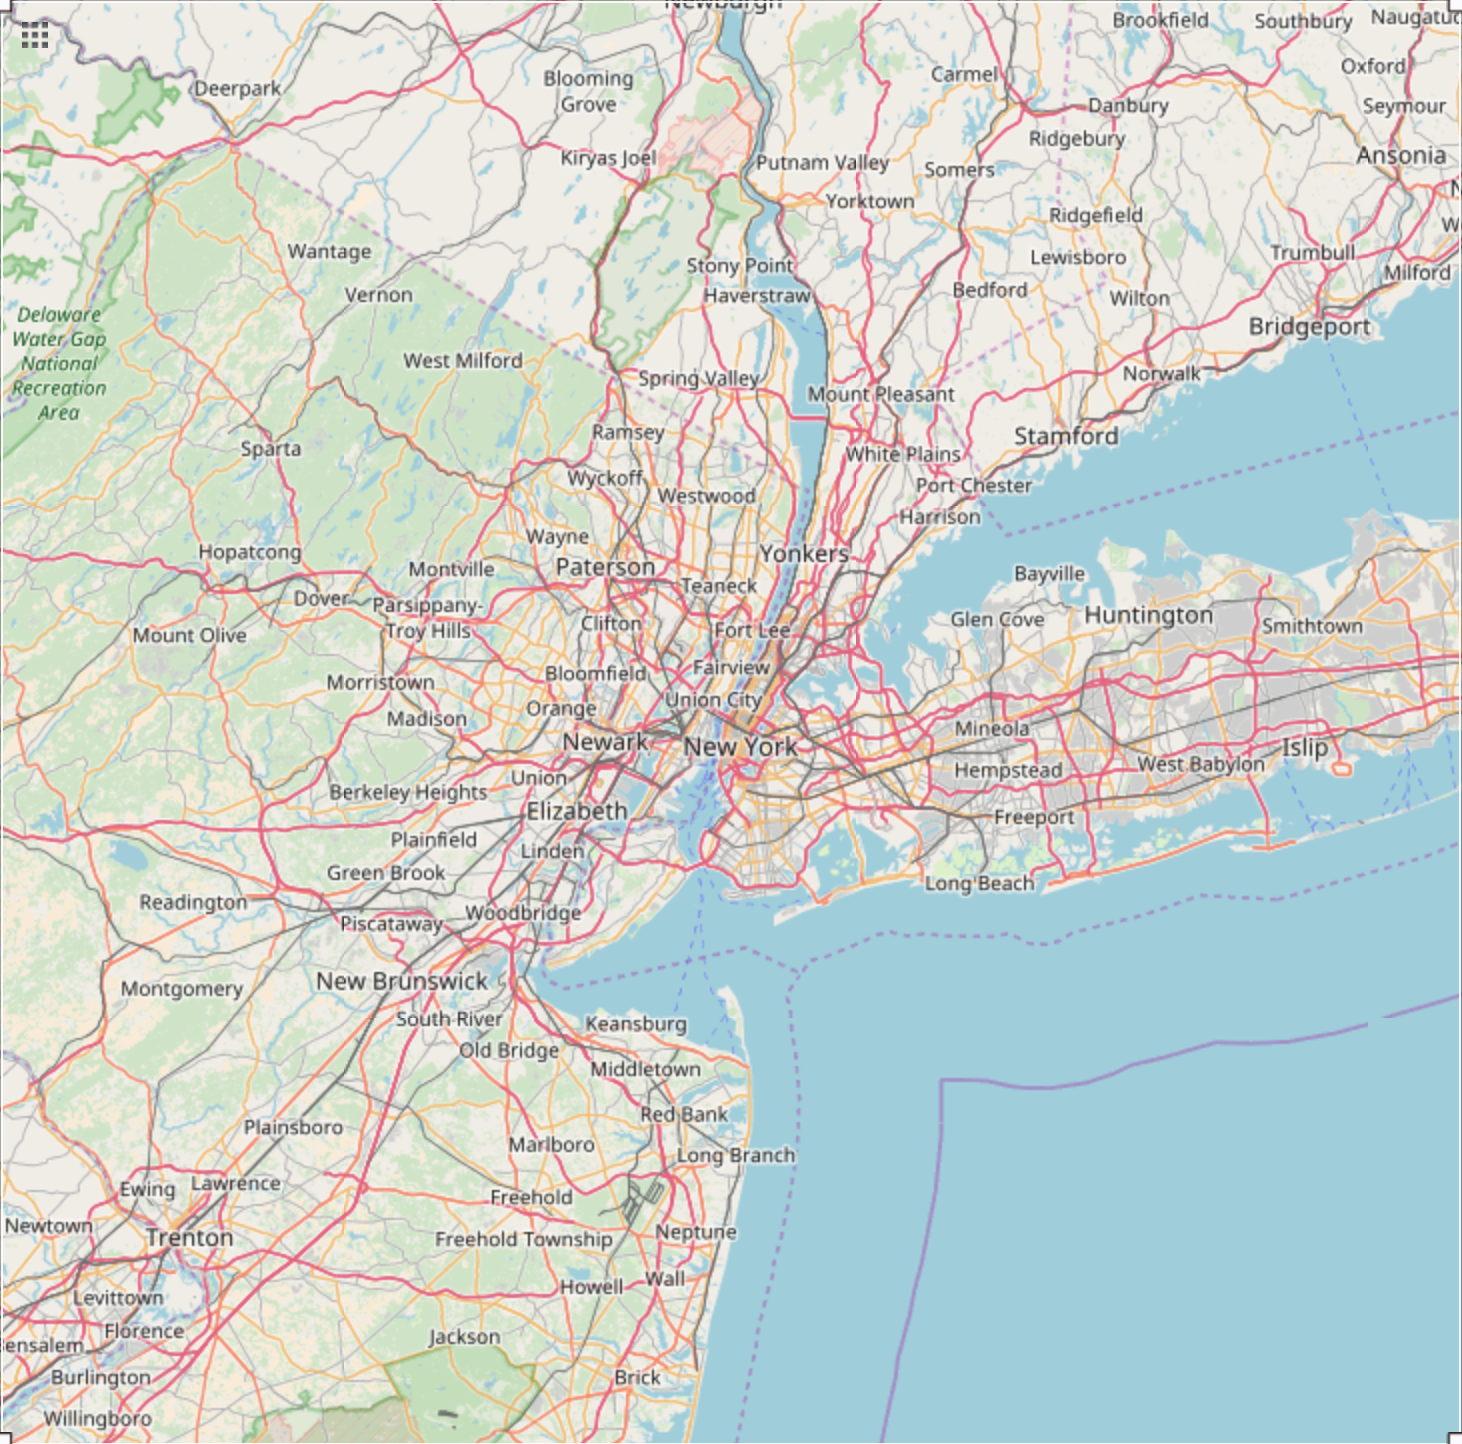 Newburgh
Brookfield
Southbury
Deerpark
Blooming
Grove
Carmel
Oxford
Danbury
Seymour
Ridgebury
Kiryas Joel
Putnam Valley
Somers
Ansonia
Yorktown
Ridgefield
Wantage
Lewisboro
Trumbull
Stony Point
Milford
Vernon
Haverstraw
Bedford
Wilton
Delaware
Water Gap
National
Recreation
Area
Bridgeport
West Milford
Spring Valley
Norwalk
Mount Pleasant
Ramsey
Stamford
Sparta
White Plains
Wyckoff
Port Chester
Westwood
Harrison
Wayne
Hopatcong
Yonkers
Montville
Paterson
Bayville
Teaneck
Dover
Parsippany-
Troy Hills
Huntington
Glen Cove
Clifton
Smithtown
Mount Olive
Fort Lee
Fairview
Bloomfield
Morristown
Union City
Orange
Madison
Mineola
Newark
New York
Islip
West Babylon
Hempstead
Union
Berkeley Heights
Elizabeth
Freeport
Plainfield
Linden
Green Brook
Long Beach
Readington
Woodbridge
Piscataway
New Brunswick
Montgomery
South River
Keansburg
Old Bridge
Middletown
Red Bank
Plainsboro
Marlboro
Long Branch
Lawrence
Ewing
Freehold
Newtown
Neptune
Trenton
Freehold Township
Wall
Howell
Levittown
Florence
Jackson
ensalem
Burlington
Brick
Willingboro